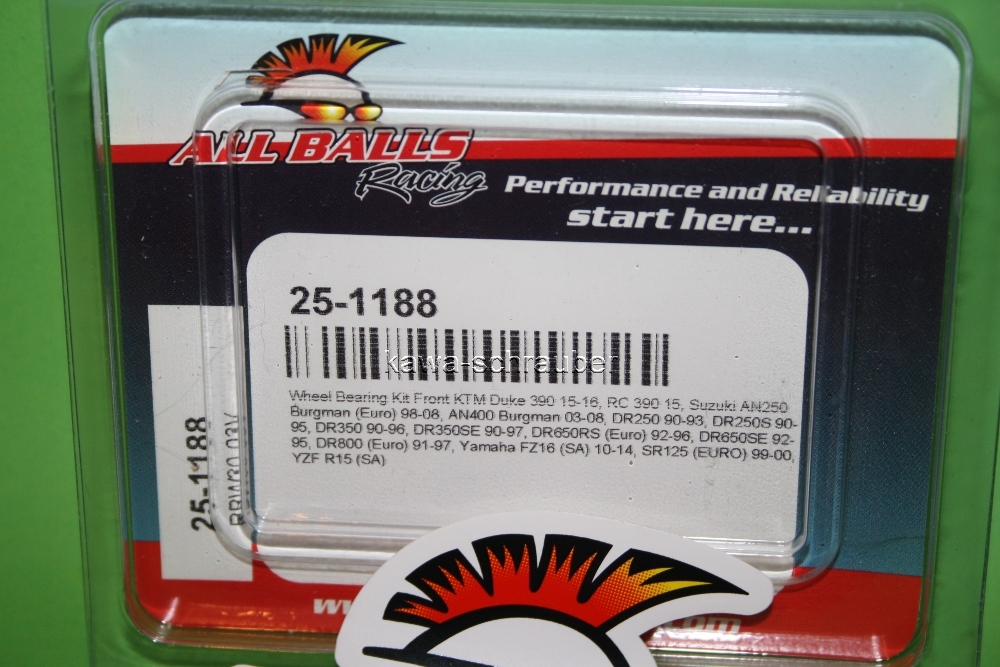 ALL BALLS
Racing
Performance and Reliability
start here...
25-1188
kawa-schrauber
Wheel Bearing Kit Front KTM Duke 390 15-16, RC 390 15, Suzuki AN250
Burgman (Euro) 98-08, AN400 Burgman 03-08, DR250 90-93, DR250S 90-
95, DR350 90-96, DR350SE 90-97, DR650RS (Euro) 92-96, DR650SE 92-
95, DR800 (Euro) 91-97, Yamaha FZ16 (SA) 10-14, SR125 (EURO) 99-00,
YZF R15 (SA)
25-1188
www
.com